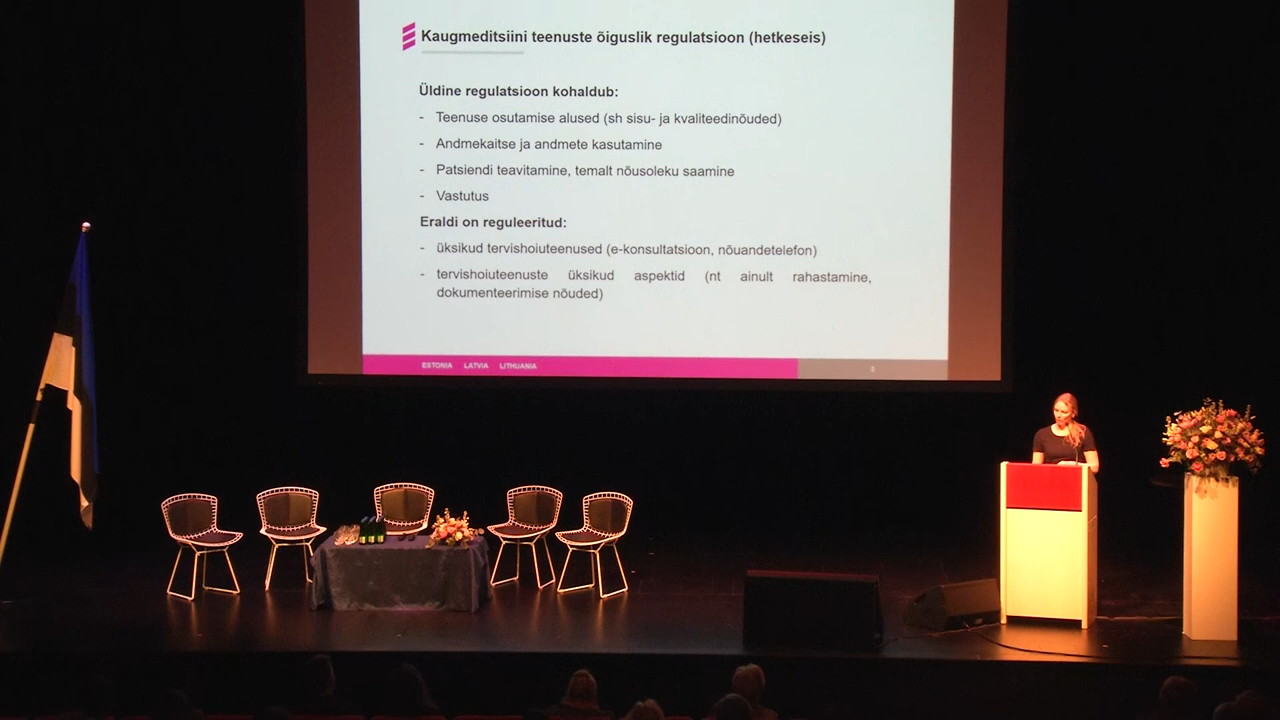 Kaugmeditsiini teenuste õiguslik regulatsioon (hetkeseis)
Üldine regulatsioon kohaldub:
- Teenuse osutamise alused (sh sisu- ja kvaliteedinõuded)
- Andmekaitse ja andmete kasutamine
- Patsiendi teavitamine, temalt nõusoleku saamine
- Vastutus
Eraldi on reguleeritud:
- üksikud tervishoiuteenused (e-konsultatsioon, nõuandetelefon)
- tervishoiuteenuste üksikud aspektid (nt ainult rahastamine,
dokumenteerimise nõuded)
ESTONIA LATVIA LITHUANIA